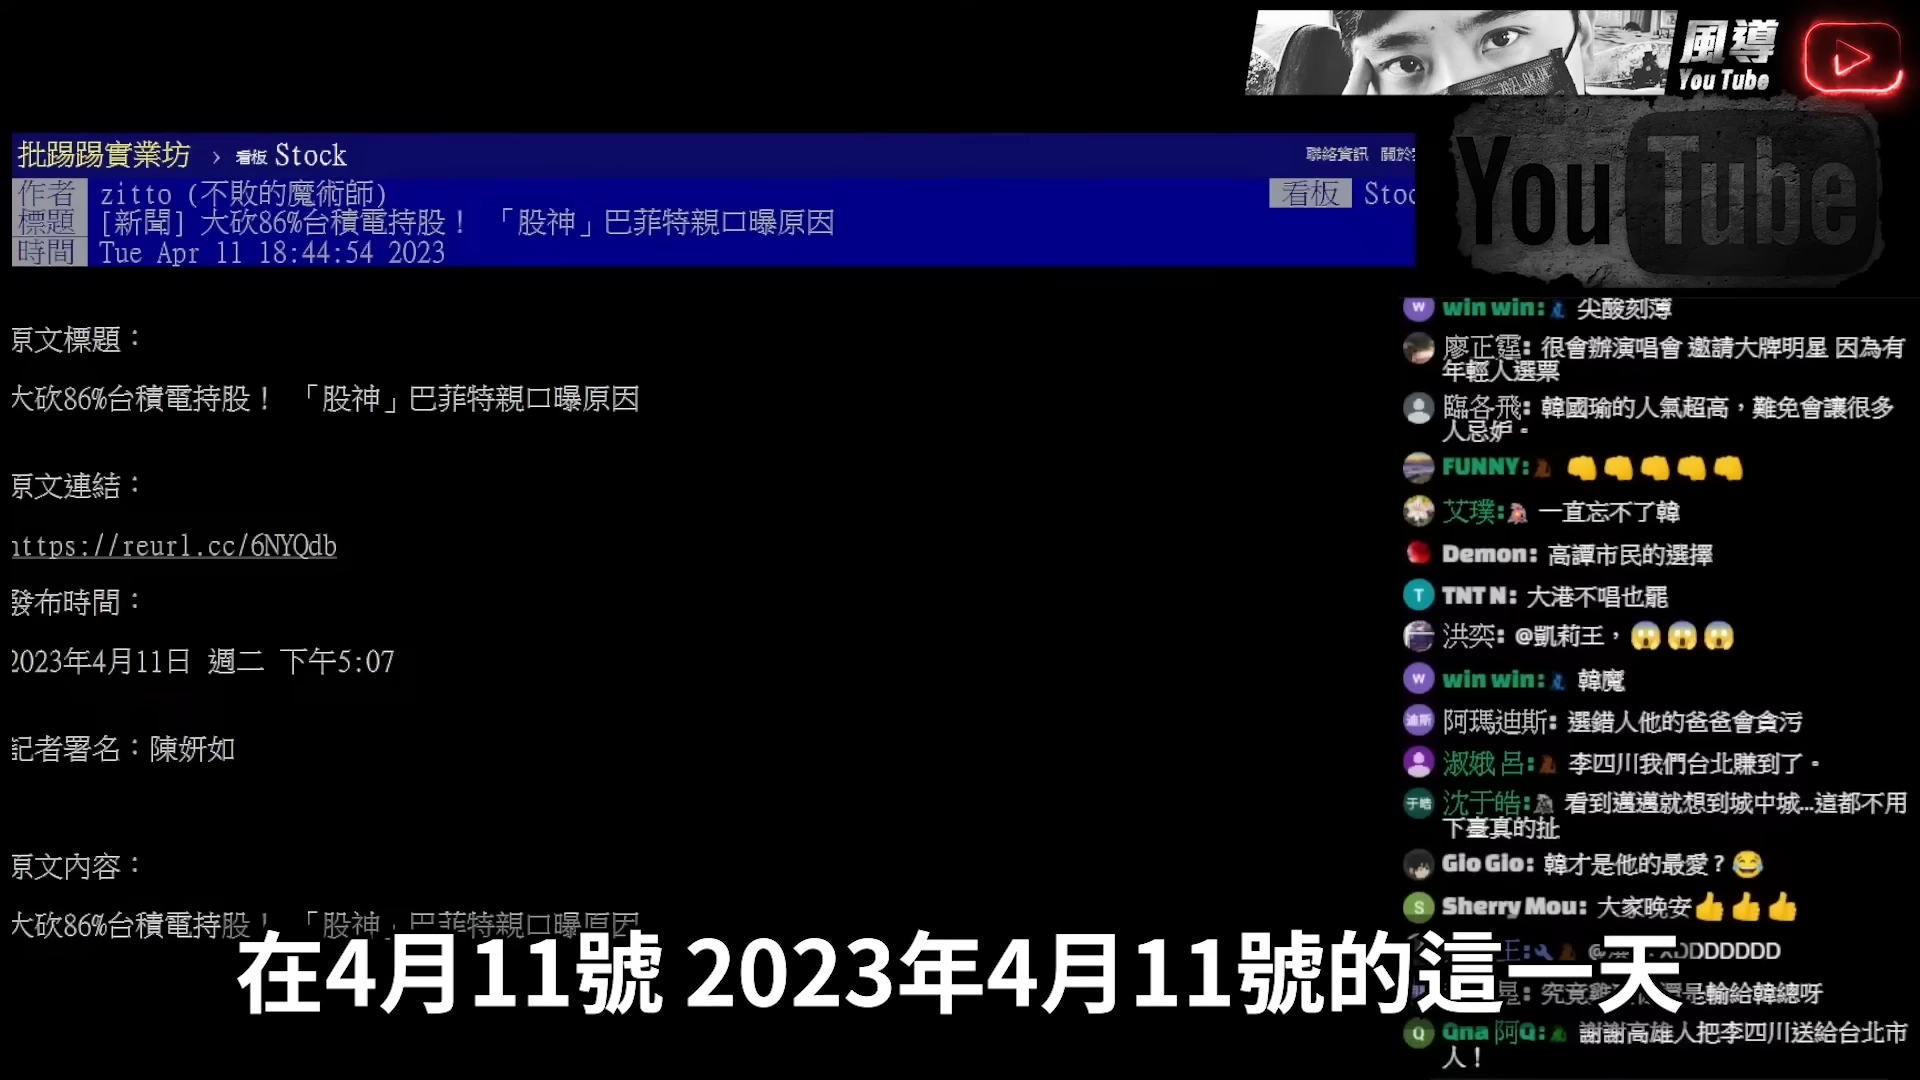 風導
YouTube
YouTube
批踢踢實業坊 › 看板 Stock
聯絡資訊 關於
作者 zitto (不敗的魔術師)
看板 Stoc
標題 [新聞] 大砍86%台積電持股！ 「股神」巴菲特親口曝原因
時間 Tue Apr 11 18:44:54 2023
原文標題：
大砍86%台積電持股！ 「股神」巴菲特親口曝原因
原文連結：
https://reurl.cc/6NYQdb
發布時間：
2023年4月11日 週二 下午5:07
記者署名：陳妍如
原文內容：
大砍86%台積電持股！ 「股神」巴菲特親口曝原因
win win: 尖酸刻薄
廖正霆: 很會辦演唱會 邀請大牌明星 因為有
年輕人選票
臨各飛: 韓國瑜的人氣超高，難免會讓很多
人忌妒。
FUNNY: 👊👊👊👊👊
艾璞: 一直忘不了韓
Demon: 高譚市民的選擇
TNT N: 大港不唱也罷
洪奕: @凱莉王，😱😱😱
win win: 韓魔
阿瑪迪斯: 選錯人他的爸爸會貪污
淑娥 呂: 李四川我們台北賺到了。
沈于皓: 看到邁邁就想到城中城...這都不用
下臺真的扯
Gio Gio: 韓才是他的最愛？😂
Sherry Mou: 大家晚安👍👍👍
王: @ XDDDDDDD
究竟 是輸給韓總呀
Qna 阿Q: 謝謝高雄人把李四川送給台北市
人！
在4月11號 2023年4月11號的這一天